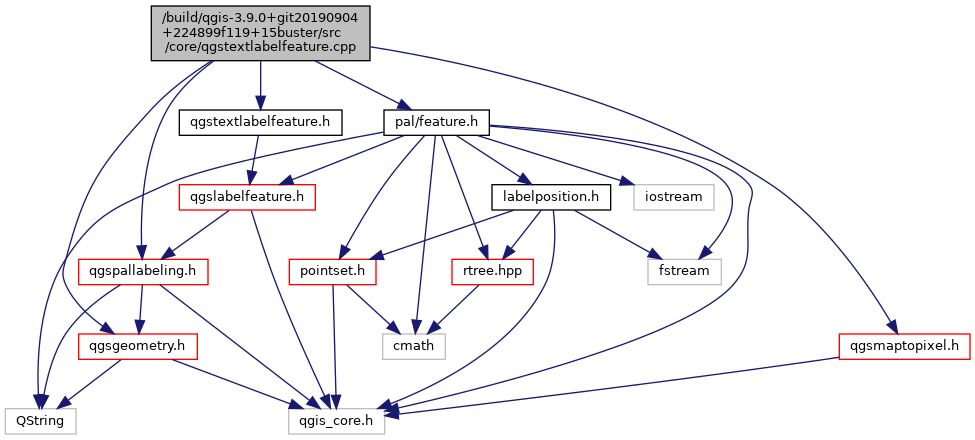 /build/qgis-3.9.0+git20190904
+224899f119+15buster/src
/core/qgstextlabelfeature.cpp
qgstextlabelfeature.h
pal/feature.h
qgslabelfeature.h
labelposition.h
iostream
qgspallabeling.h
pointset.h
rtree.hpp
fstream
qgsgeometry.h
cmath
qgsmaptopixel.h
QString
qgis_core.h